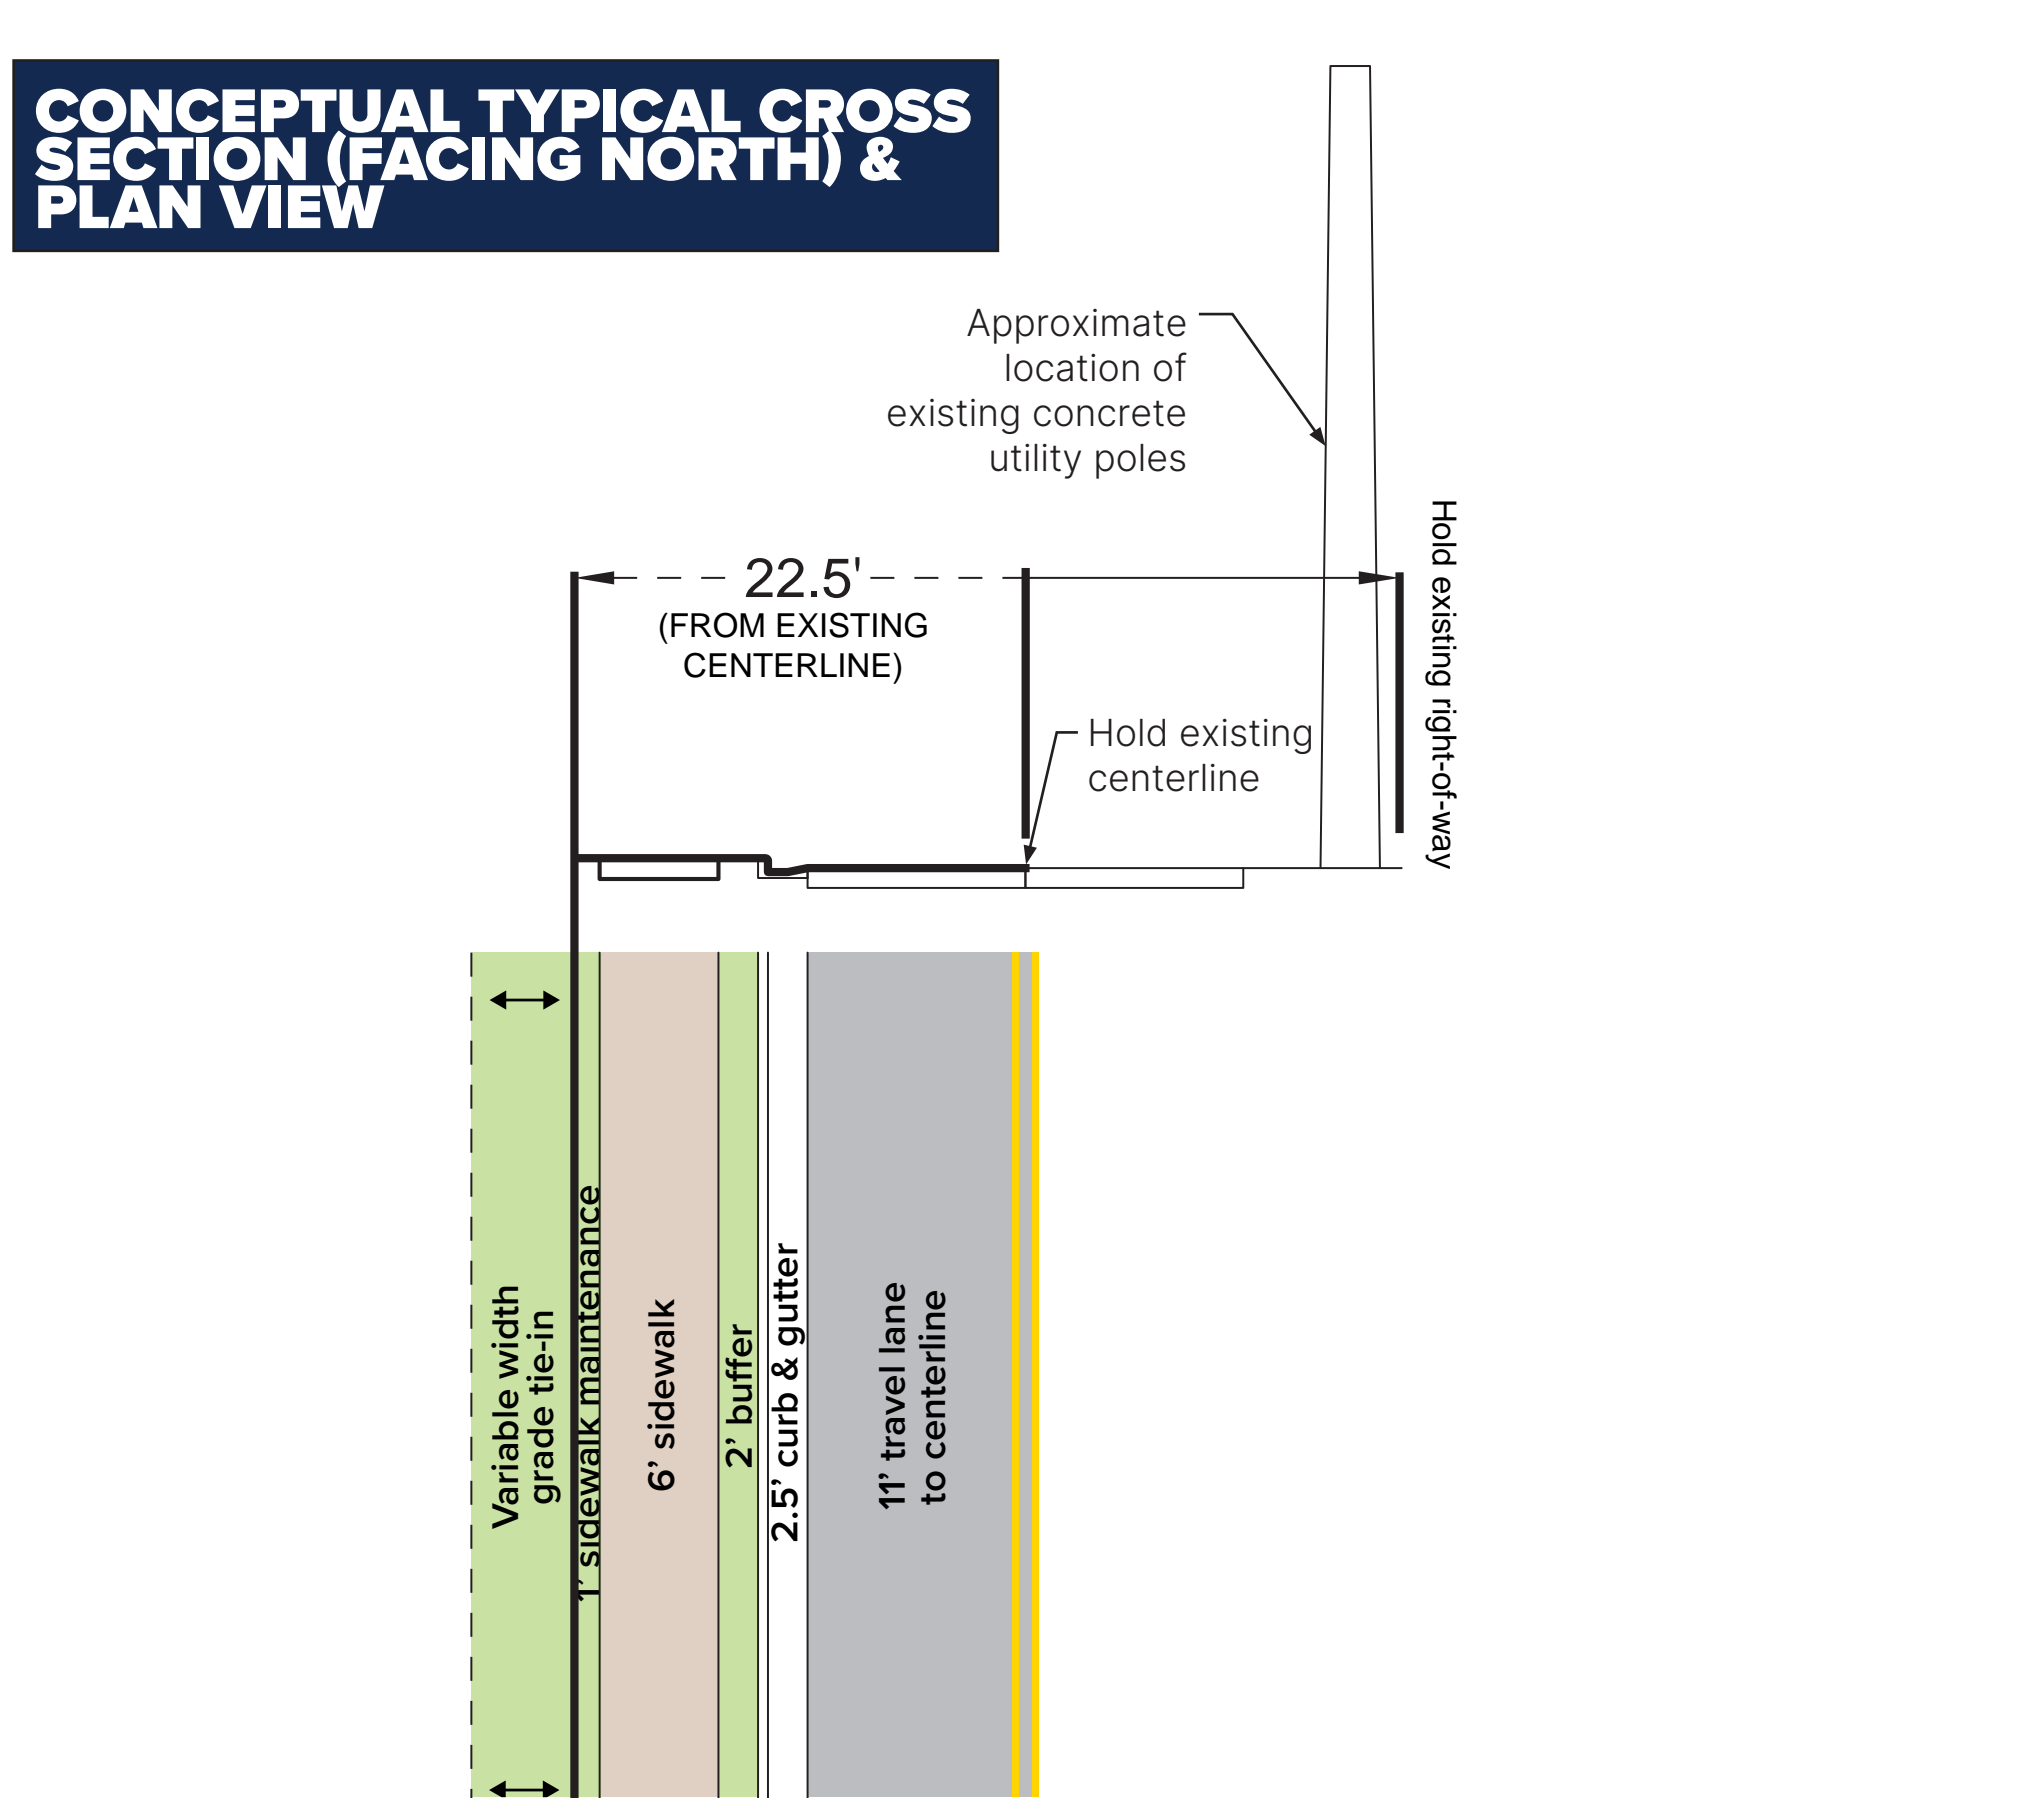 CONCEPTUAL TYPICAL CROSS
SECTION (FACING NORTH) &
PLAN VIEW
Approximate
location of
existing concrete
utility poles
Hold existing right-of-way
22.5'
(FROM EXISTING
CENTERLINE)
Hold existing
centerline
Variable width
grade tie-in
1’ sidewalk maintenance
6’ sidewalk
2’ buffer
2.5’ curb & gutter
11’ travel lane
to centerline